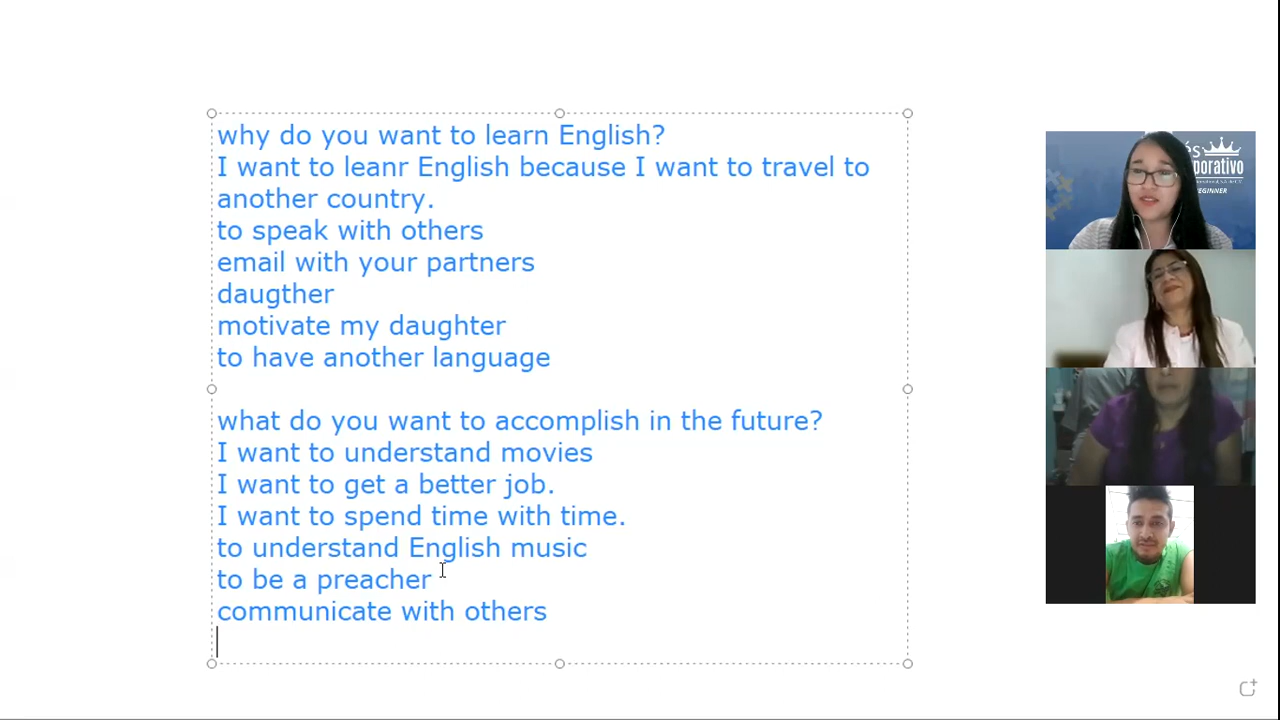 why do you want to learn English?
I want to leanr English because I want to travel to
another country.
to speak with others
email with your partners
daugther
motivate my daughter
to have another language
what do you want to accomplish in the future?
I want to understand movies
I want to get a better job.
I want to spend time with time.
to understand English music
to be a preacher
communicate with others
és
porativo
EGINNER